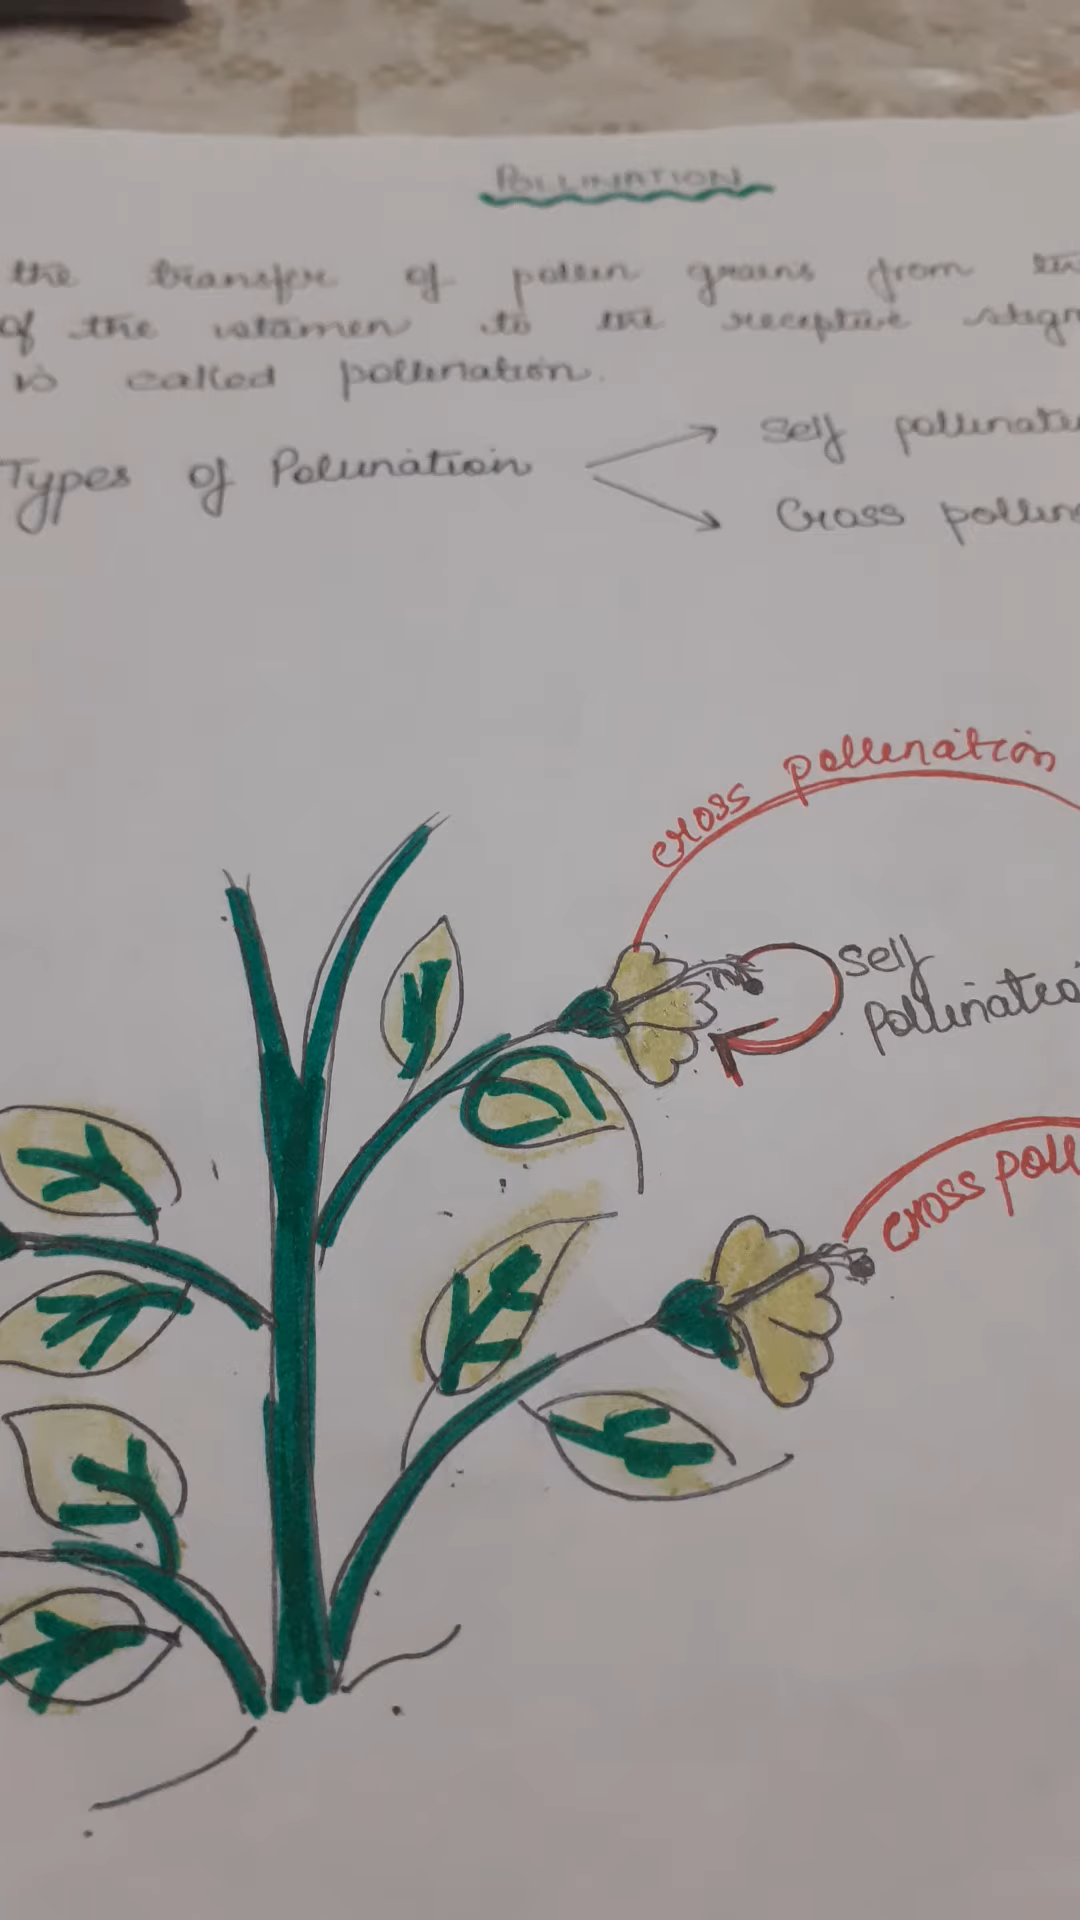 POLLINATION
the transfer of pollen grains from
of the stamen to the receptive
is called pollination.
Types of Pollination
Self
Cross
cross pollination
self
cross